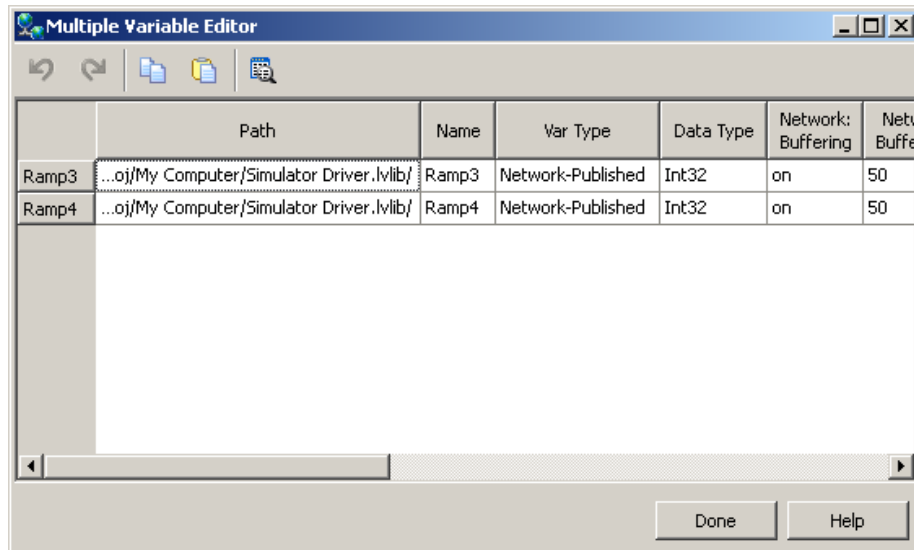 Multiple Variable Editor
Path Name Var Type Data Type Network: Buffering Netw Buffe
Ramp3 ...oj/My Computer/Simulator Driver.lvlib/ Ramp3 Network-Published Int32 on 50
Ramp4 ...oj/My Computer/Simulator Driver.lvlib/ Ramp4 Network-Published Int32 on 50
Done Help